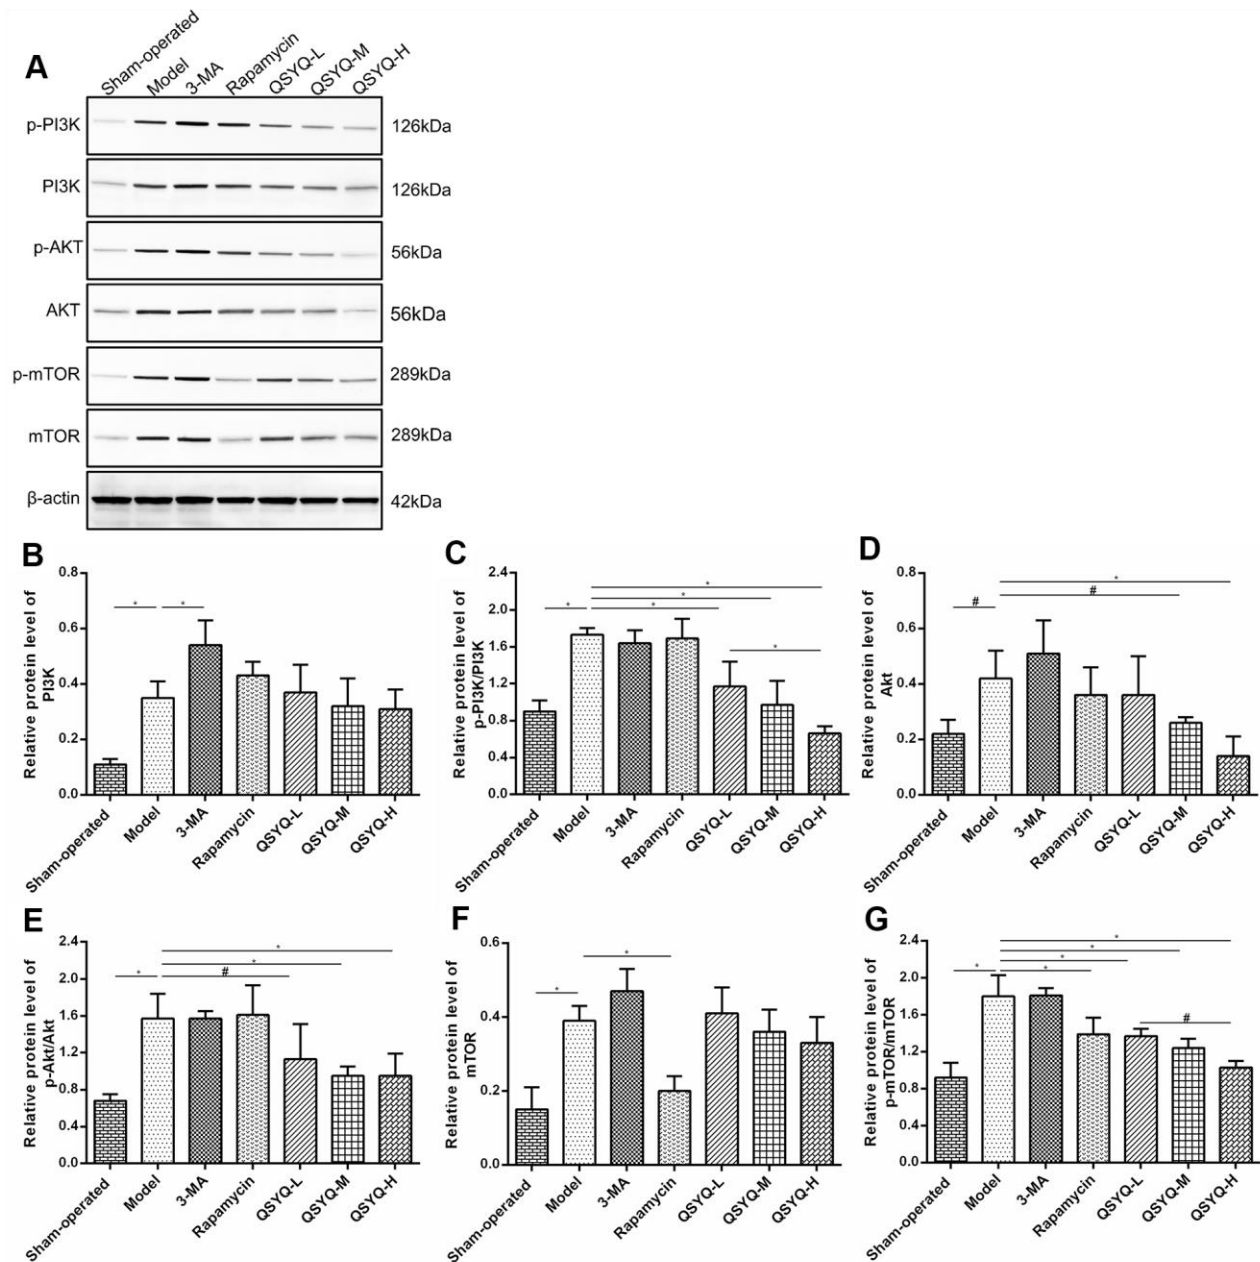 A
Sham-operated
Model
3-MA
Rapamycin
QSYQ-L
QSYQ-M
QSYQ-H
p-PI3K 126kDa
PI3K 126kDa
p-AKT 56kDa
AKT 56kDa
p-mTOR 289kDa
mTOR 289kDa
β-actin 42kDa
B
Relative protein level of
PI3K
0.8
0.6
0.4
0.2
0.0
* *
Sham-operated
Model
3-MA
Rapamycin
QSYQ-L
QSYQ-M
QSYQ-H
C
Relative protein level of
p-PI3K/PI3K
2.4
2.0
1.6
1.2
0.8
0.4
0.0
*
*
* *
*
Sham-operated
Model
3-MA
Rapamycin
QSYQ-L
QSYQ-M
QSYQ-H
D
Relative protein level of
Akt
0.8
0.6
0.4
0.2
0.0
*
#
#
Sham-operated
Model
3-MA
Rapamycin
QSYQ-L
QSYQ-M
QSYQ-H
E
Relative protein level of
p-Akt/Akt
2.4
2.0
1.6
1.2
0.8
0.4
0.0
*
*
* #
Sham-operated
Model
3-MA
Rapamycin
QSYQ-L
QSYQ-M
QSYQ-H
F
Relative protein level of
mTOR
0.6
0.4
0.2
0.0
*
*
Sham-operated
Model
3-MA
Rapamycin
QSYQ-L
QSYQ-M
QSYQ-H
G
Relative protein level of
p-mTOR/mTOR
2.4
2.0
1.6
1.2
0.8
0.4
0.0
*
*
*
* *
#
Sham-operated
Model
3-MA
Rapamycin
QSYQ-L
QSYQ-M
QSYQ-H